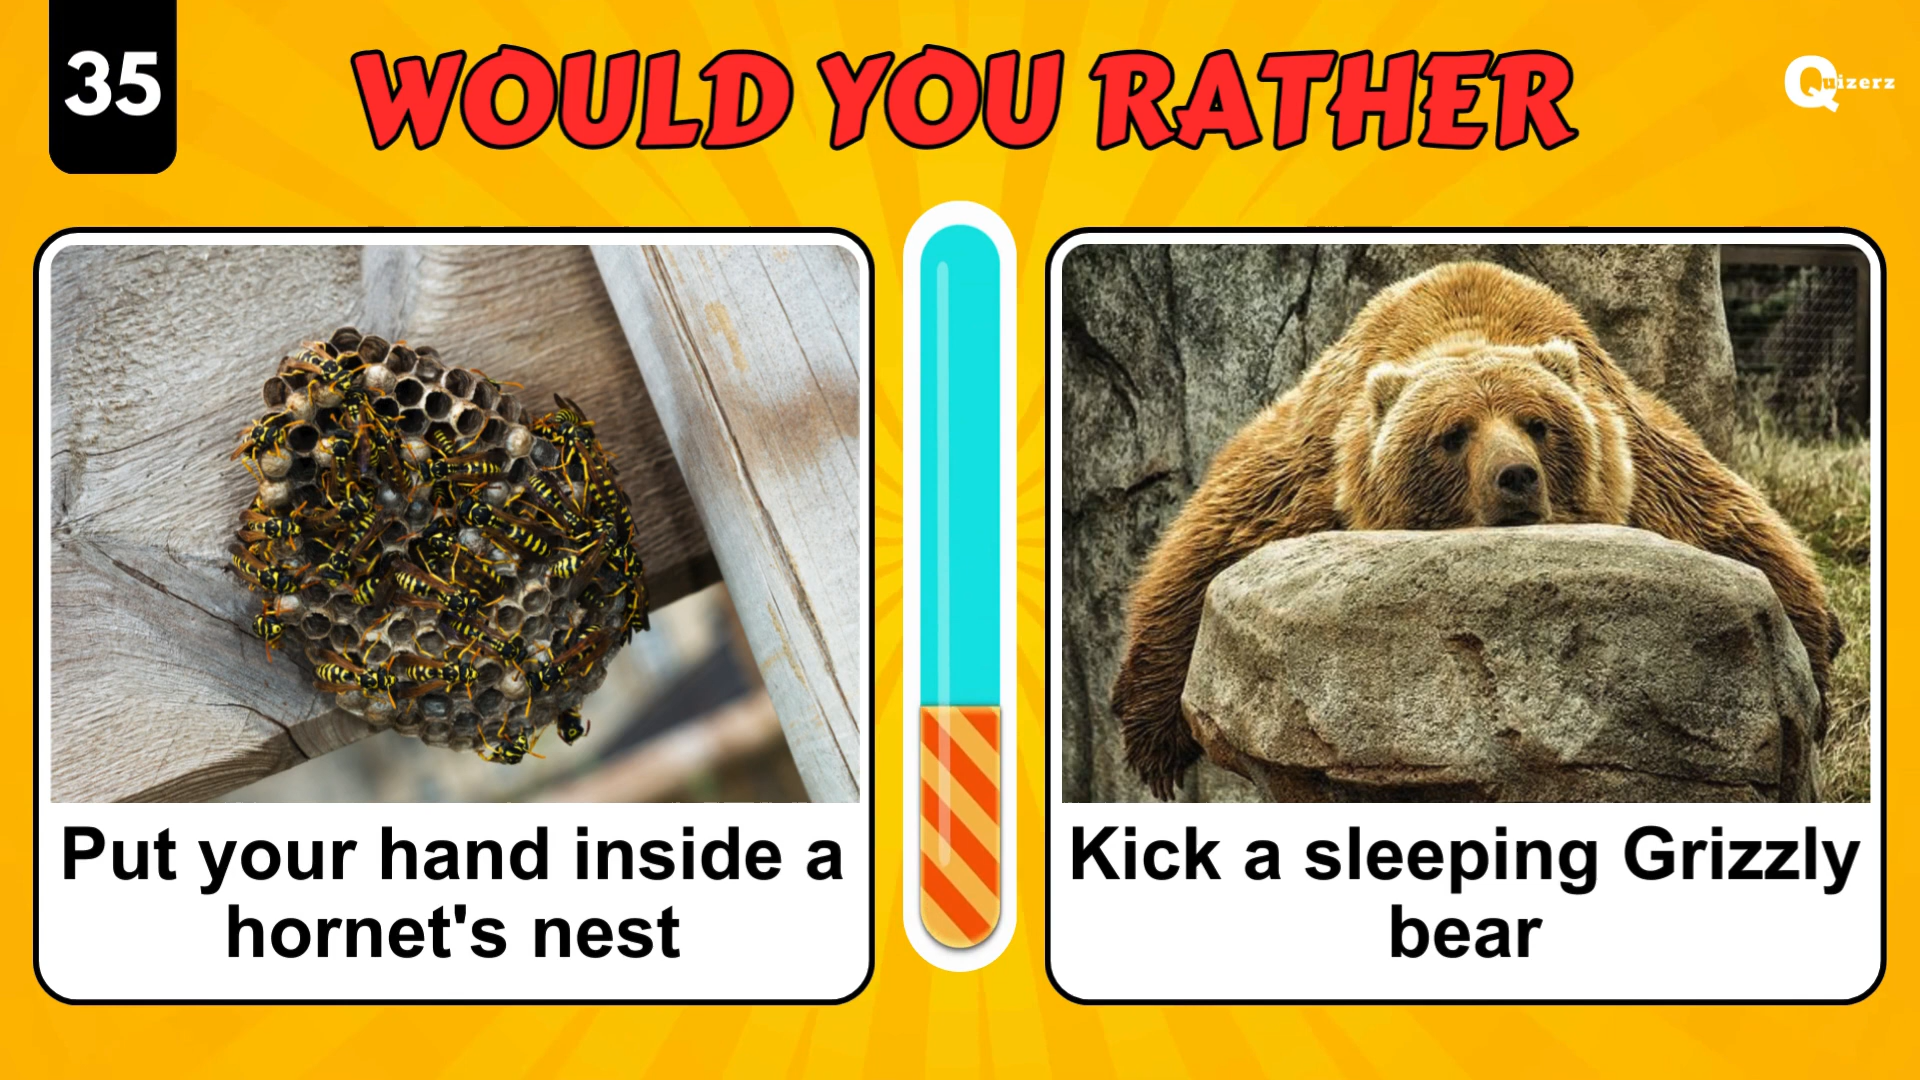 35
WOULD YOU RATHER
Quizerz
Put your hand inside a
hornet's nest
Kick a sleeping Grizzly
bear